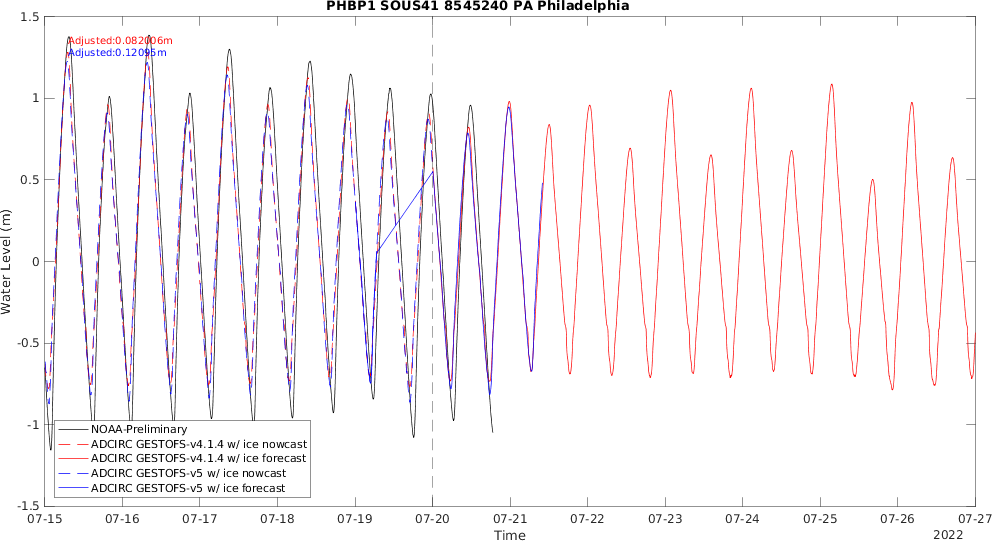 PHBP1 SOUS41 8545240 PA Philadelphia
Adjusted:0.082006m
Adjusted:0.12095m
Water Level (m)
1.5
1
0.5
0
-0.5
-1
-1.5
NOAA-Preliminary
ADCIRC GESTOFS-v4.1.4 w/ ice nowcast
ADCIRC GESTOFS-v4.1.4 w/ ice forecast
ADCIRC GESTOFS-v5 w/ ice nowcast
ADCIRC GESTOFS-v5 w/ ice forecast
07-15 07-16 07-17 07-18 07-19 07-20 07-21 07-22 07-23 07-24 07-25 07-26 07-27
Time
2022